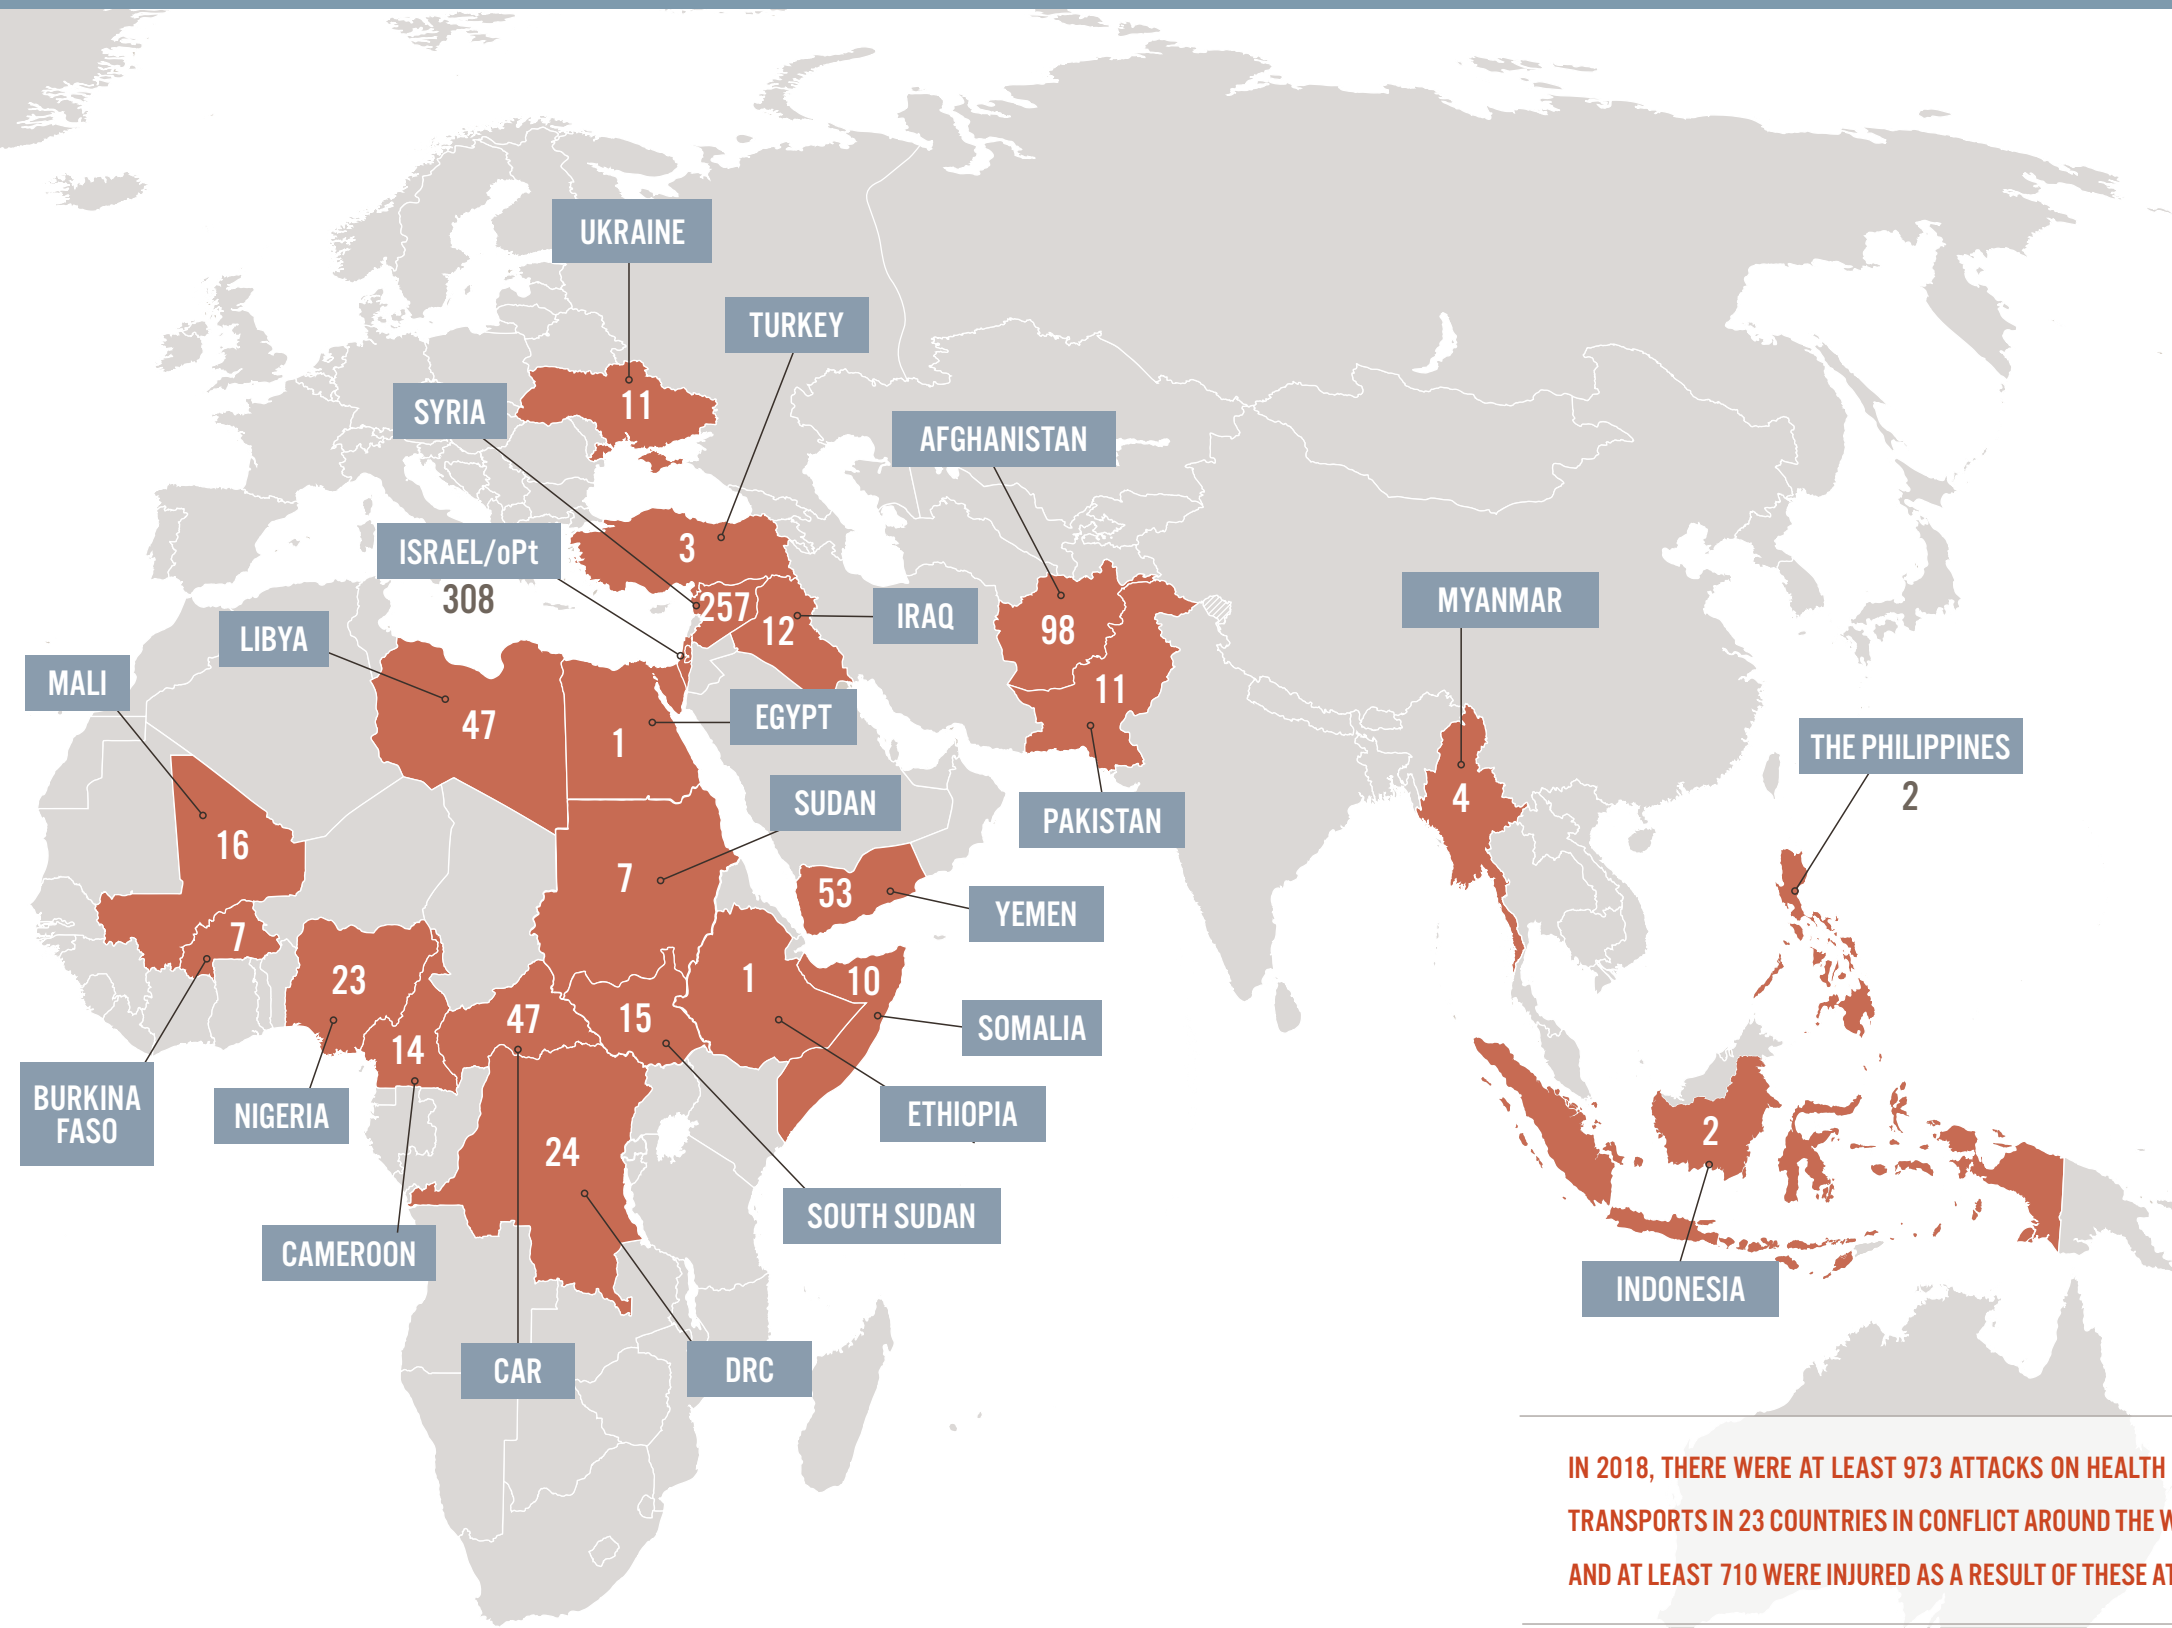 UKRAINE
11
TURKEY
3
SYRIA
257
AFGHANISTAN
98
ISRAEL/oPt
308
IRAQ
12
MYANMAR
4
LIBYA
47
MALI
16
EGYPT
1
PAKISTAN
11
THE PHILIPPINES
2
SUDAN
7
YEMEN
53
BURKINA
FASO
7
NIGERIA
23
CAMEROON
14
CAR
47
SOUTH SUDAN
15
ETHIOPIA
1
SOMALIA
10
DRC
24
INDONESIA
2
IN 2018, THERE WERE AT LEAST 973 ATTACKS ON HEALTH
TRANSPORTS IN 23 COUNTRIES IN CONFLICT AROUND THE
AND AT LEAST 710 WERE INJURED AS A RESULT OF THESE